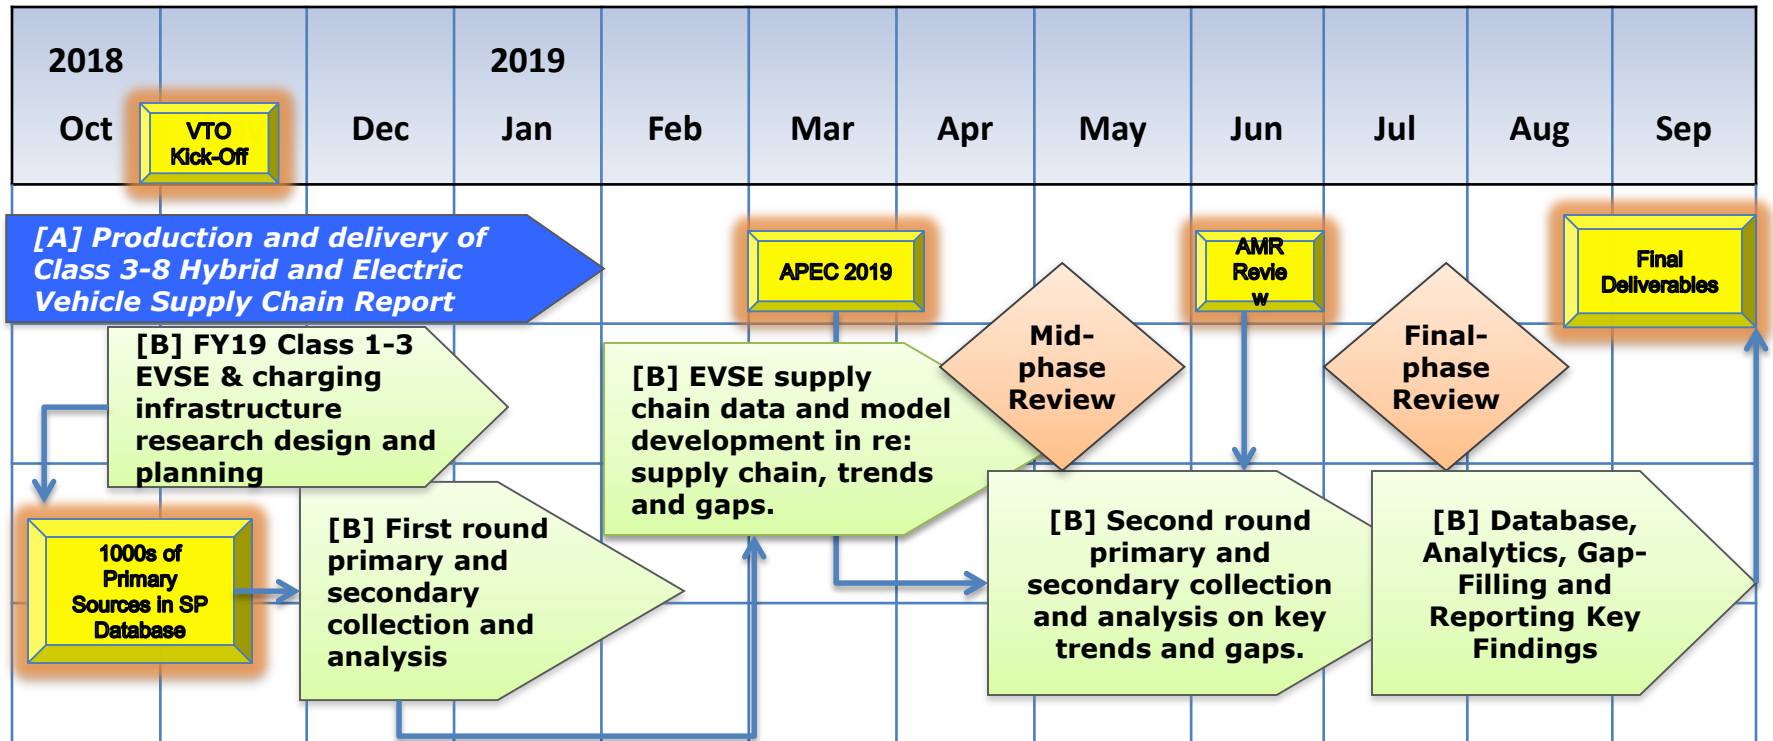 2018
2019
Oct
VTO
Kick-Off
Dec
Jan
Feb
Mar
Apr
May
Jun
Jul
Aug
Sep
[A] Production and delivery of
Class 3-8 Hybrid and Electric
Vehicle Supply Chain Report
APEC 2019
AMR
Revie
w
Final
Deliverables
[B] FY19 Class 1-3
EVSE & charging
infrastructure
research design and
planning
[B] EVSE supply
chain data and model
development in re:
supply chain, trends
and gaps.
Mid-
phase
Review
Final-
phase
Review
1000s of
Primary
Sources in SP
Database
[B] First round
primary and
secondary
collection and
analysis
[B] Second round
primary and
secondary collection
and analysis on key
trends and gaps.
[B] Database,
Analytics, Gap-
Filling and
Reporting Key
Findings